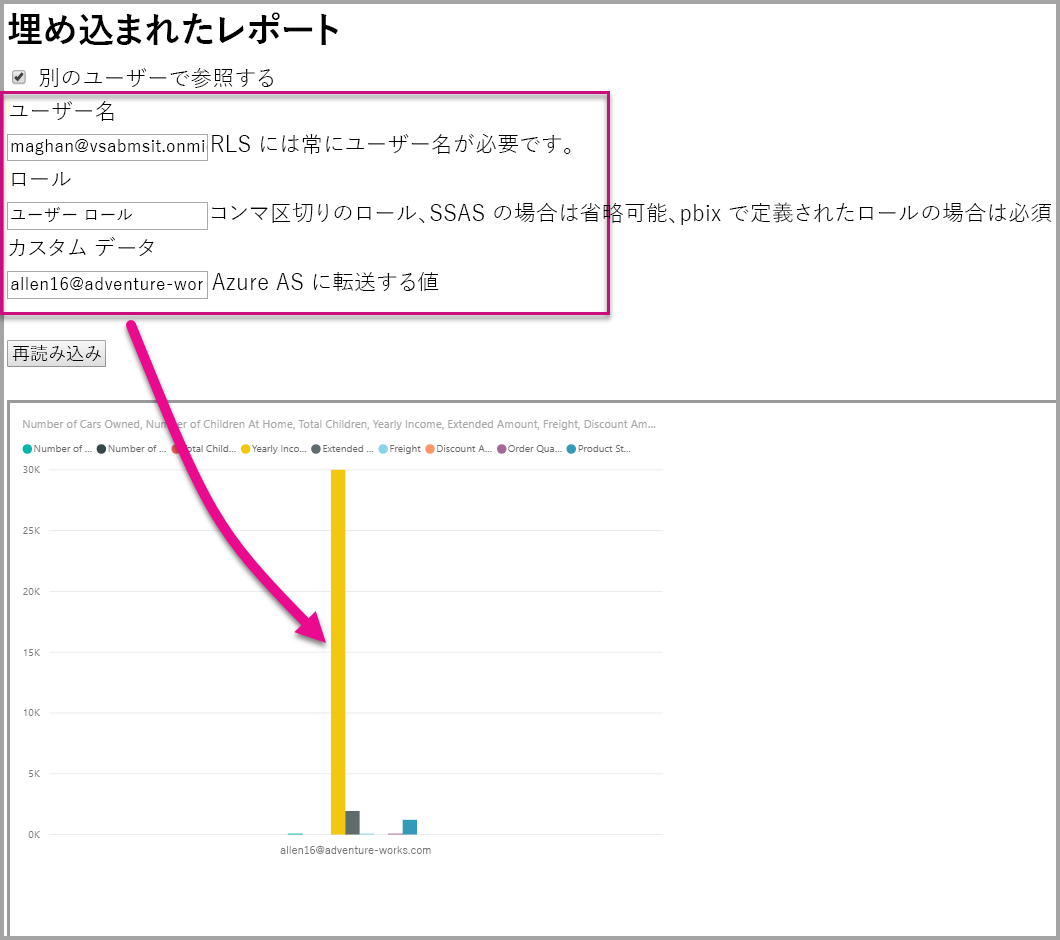 埋め込まれたレポート
別のユーザーで参照する
ユーザー名
maghan@vsabmsit.onmi RLS には常にユーザー名が必要です。
ロール
ユーザー ロール コンマ区切りのロール、SSAS の場合は省略可能、pbix で定義されたロールの場合は必須
カスタム データ
allen16@adventure-wor Azure AS に転送する値
再読み込み
Number of Cars Owned, Number of Children At Home, Total Children, Yearly Income, Extended Amount, Freight, Discount Am...
Number of ... Number of ... Total Child... Yearly Inco... Extended ... Freight Discount A... Order Qua... Product St...
30K
25K
20K
15K
10K
5K
0K
allen16@adventure-works.com